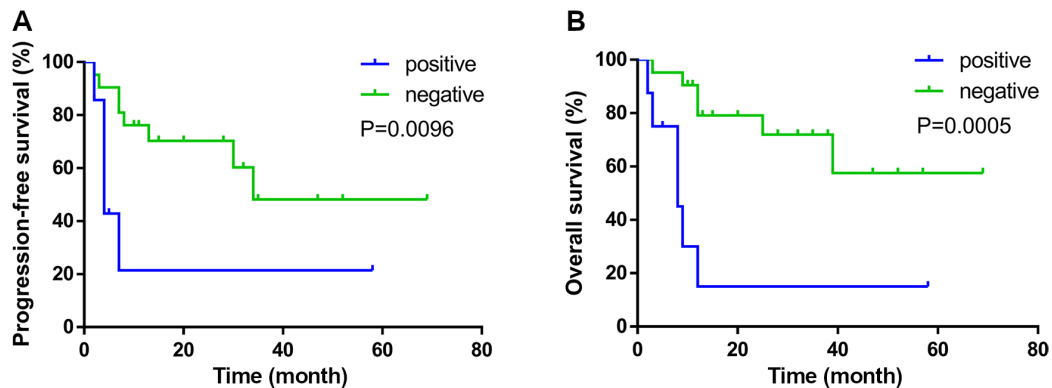 A
Progression-free survival (%)
100
80
60
40
20
0
0 20 40 60 80
Time (month)
positive
negative
P=0.0096
B
Overall survival (%)
100
80
60
40
20
0
0 20 40 60 80
Time (month)
positive
negative
P=0.0005